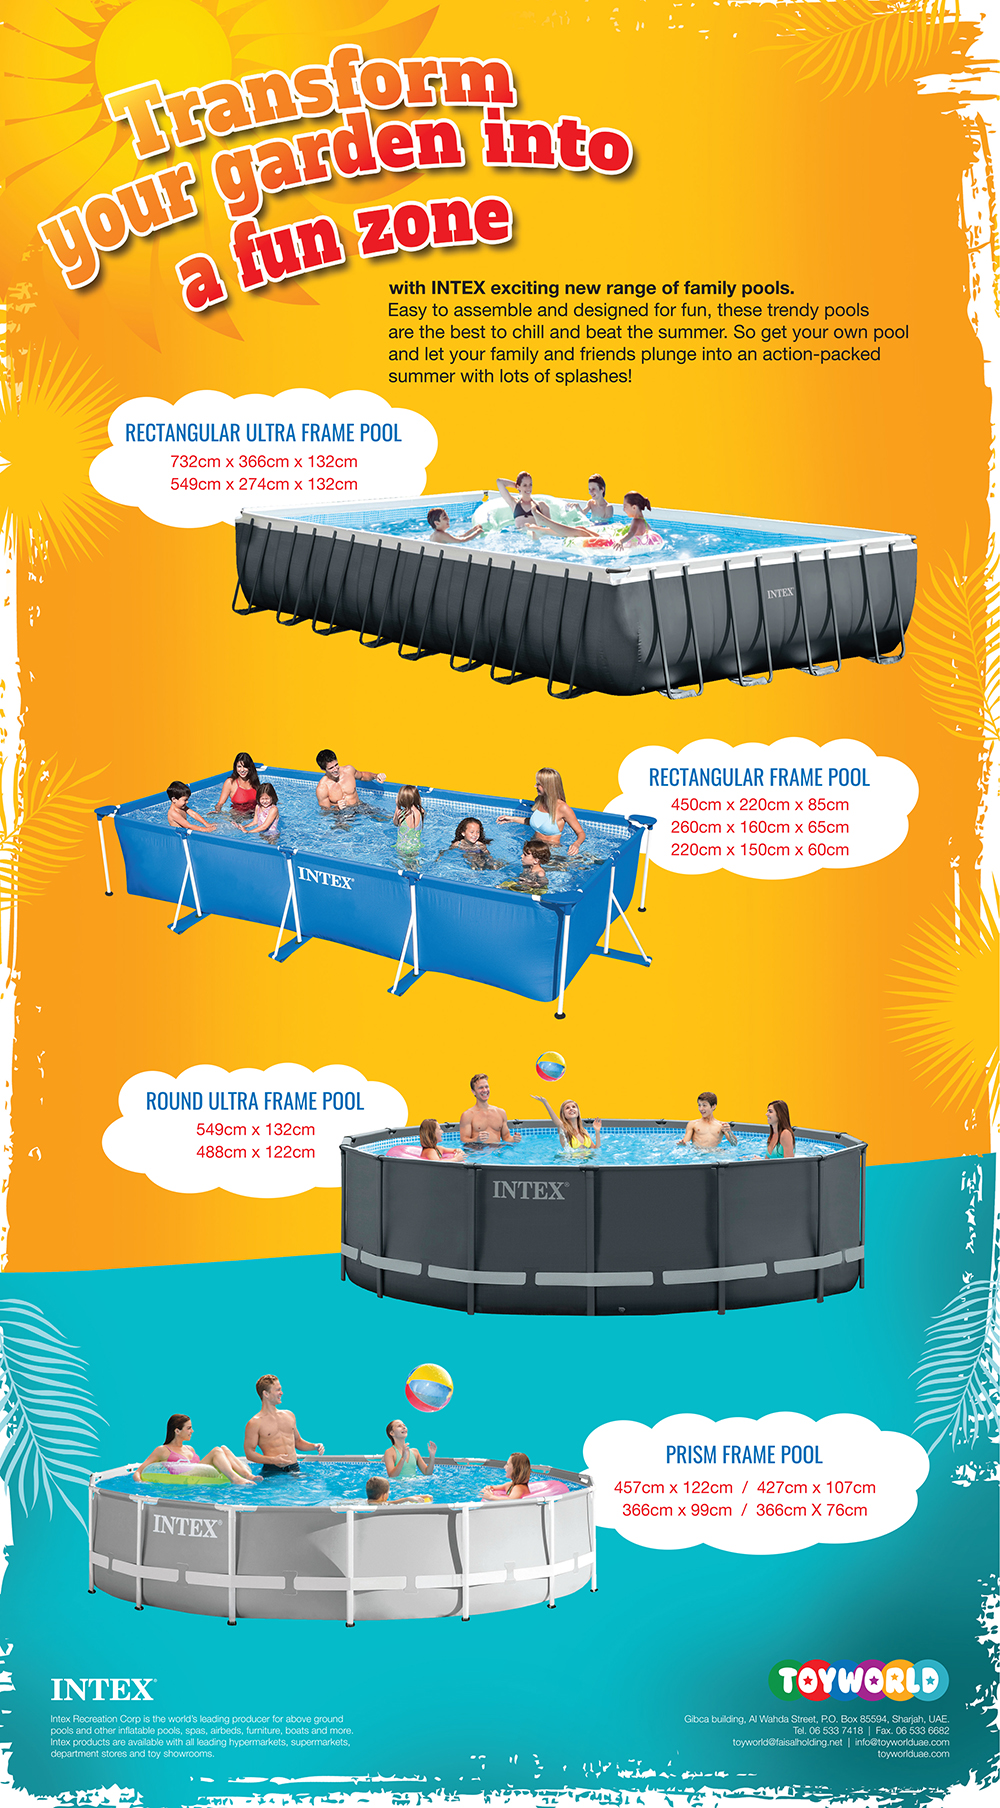 Transform
your garden into
a fun zone
with INTEX exciting new range of family pools.
Easy to assemble and designed for fun, these trendy pools
are the best to chill and beat the summer. So get your own pool
and let your family and friends plunge into an action-packed
summer with lots of splashes!
RECTANGULAR ULTRA FRAME POOL
732cm x 366cm x 132cm
549cm x 274cm x 132cm
INTEX
RECTANGULAR FRAME POOL
450cm x 220cm x 85cm
260cm x 160cm x 65cm
220cm x 150cm x 60cm
INTEX®
ROUND ULTRA FRAME POOL
549cm x 132cm
488cm x 122cm
INTEX®
PRISM FRAME POOL
457cm x 122cm / 427cm x 107cm
366cm x 99cm / 366cm X 76cm
INTEX®
INTEX®
Intex Recreation Corp is the world's leading producer for above ground
pools and other inflatable pools, spas, airbeds, furniture, boats and more.
Intex products are available with all leading hypermarkets, supermarkets,
department stores and toy showrooms.
TOYWORLD
Gibca building, Al Wahda Street, P.O. Box 85594, Sharjah, UAE.
Tel. 06 533 7418 | Fax. 06 533 6682
toyworld@faisalholding.net | info@toyworlduae.com
toyworlduae.com